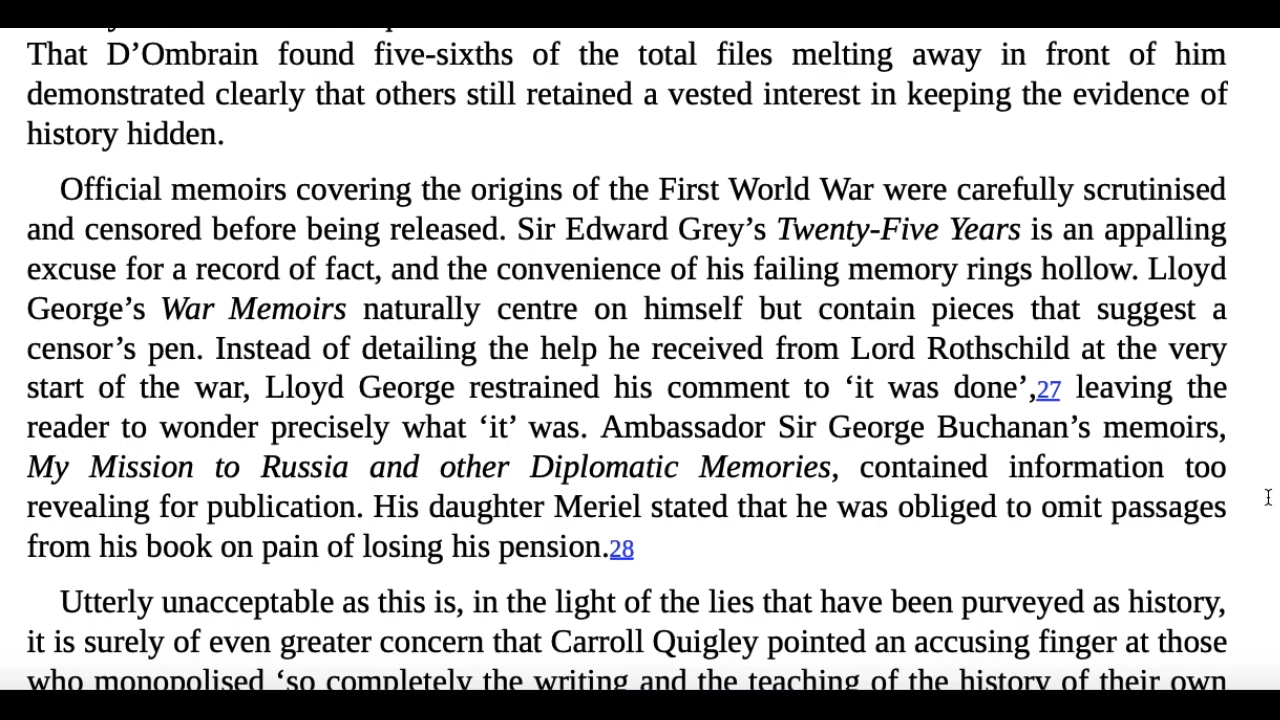 That D’Ombrain found five-sixths of the total files melting away in front of him
demonstrated clearly that others still retained a vested interest in keeping the evidence of
history hidden.
Official memoirs covering the origins of the First World War were carefully scrutinised
and censored before being released. Sir Edward Grey’s Twenty-Five Years is an appalling
excuse for a record of fact, and the convenience of his failing memory rings hollow. Lloyd
George’s War Memoirs naturally centre on himself but contain pieces that suggest a
censor’s pen. Instead of detailing the help he received from Lord Rothschild at the very
start of the war, Lloyd George restrained his comment to ‘it was done’,27 leaving the
reader to wonder precisely what ‘it’ was. Ambassador Sir George Buchanan’s memoirs,
My Mission to Russia and other Diplomatic Memories, contained information too
revealing for publication. His daughter Meriel stated that he was obliged to omit passages
from his book on pain of losing his pension.28
Utterly unacceptable as this is, in the light of the lies that have been purveyed as history,
it is surely of even greater concern that Carroll Quigley pointed an accusing finger at those
who monopolised ‘so completely the writing and the teaching of the history of their own